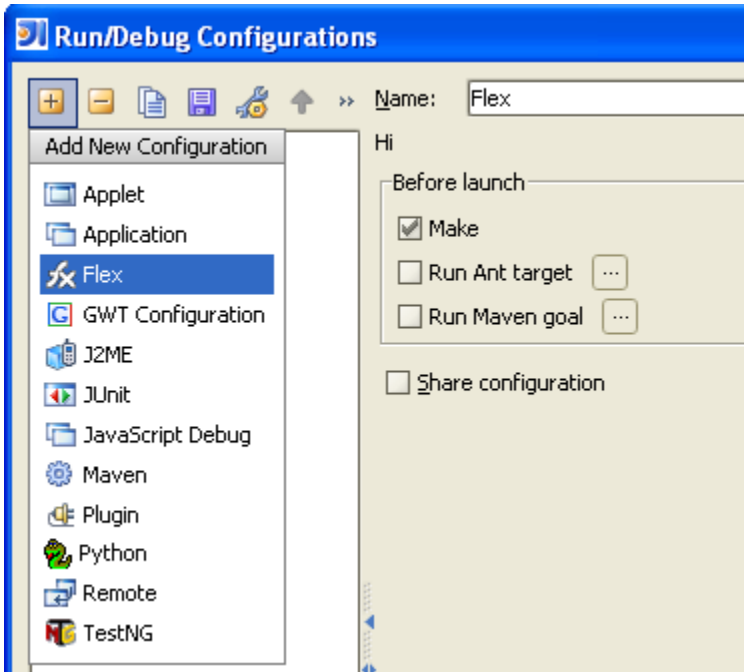 Run/Debug Configurations
Name: Flex
Add New Configuration
Applet
Application
Flex
GWT Configuration
J2ME
JUnit
JavaScript Debug
Maven
Plugin
Python
Remote
TestNG
Hi
Before launch
Make
Run Ant target ...
Run Maven goal ...
Share configuration